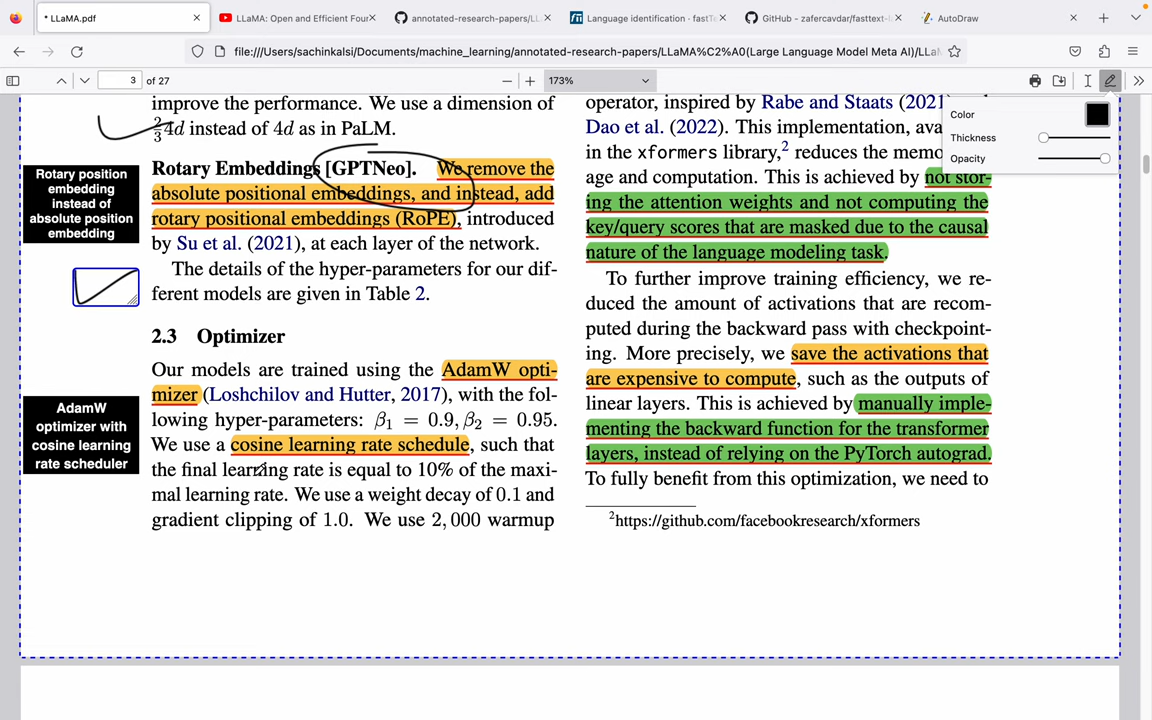 LLaMA.pdf
LLaMA: Open and Efficient Four
annotated-research-papers/LL
Language identification · fastTe
GitHub - zafercavdar/fasttext-l
AutoDraw
file:///Users/sachinkalsi/Documents/machine_learning/annotated-research-papers/LLaMA%C2%A0(Large Language Model Meta AI)/LLa
3 of 27
173%
Color
Thickness
Opacity
improve the performance. We use a dimension of
2/3 4d instead of 4d as in PaLM.
Rotary position
embedding
instead of
absolute position
embedding
Rotary Embeddings [GPTNeo]. We remove the
absolute positional embeddings, and instead, add
rotary positional embeddings (RoPE), introduced
by Su et al. (2021), at each layer of the network.
The details of the hyper-parameters for our dif-
ferent models are given in Table 2.
2.3 Optimizer
AdamW
optimizer with
cosine learning
rate scheduler
Our models are trained using the AdamW opti-
mizer (Loshchilov and Hutter, 2017), with the fol-
lowing hyper-parameters: β1 = 0.9, β2 = 0.95.
We use a cosine learning rate schedule, such that
the final learning rate is equal to 10% of the maxi-
mal learning rate. We use a weight decay of 0.1 and
gradient clipping of 1.0. We use 2,000 warmup
operator, inspired by Rabe and Staats (2021
Dao et al. (2022). This implementation, ava
in the xformers library,2 reduces the memo
age and computation. This is achieved by not stor-
ing the attention weights and not computing the
key/query scores that are masked due to the causal
nature of the language modeling task.
To further improve training efficiency, we re-
duced the amount of activations that are recom-
puted during the backward pass with checkpoint-
ing. More precisely, we save the activations that
are expensive to compute, such as the outputs of
linear layers. This is achieved by manually imple-
menting the backward function for the transformer
layers, instead of relying on the PyTorch autograd.
To fully benefit from this optimization, we need to
2https://github.com/facebookresearch/xformers